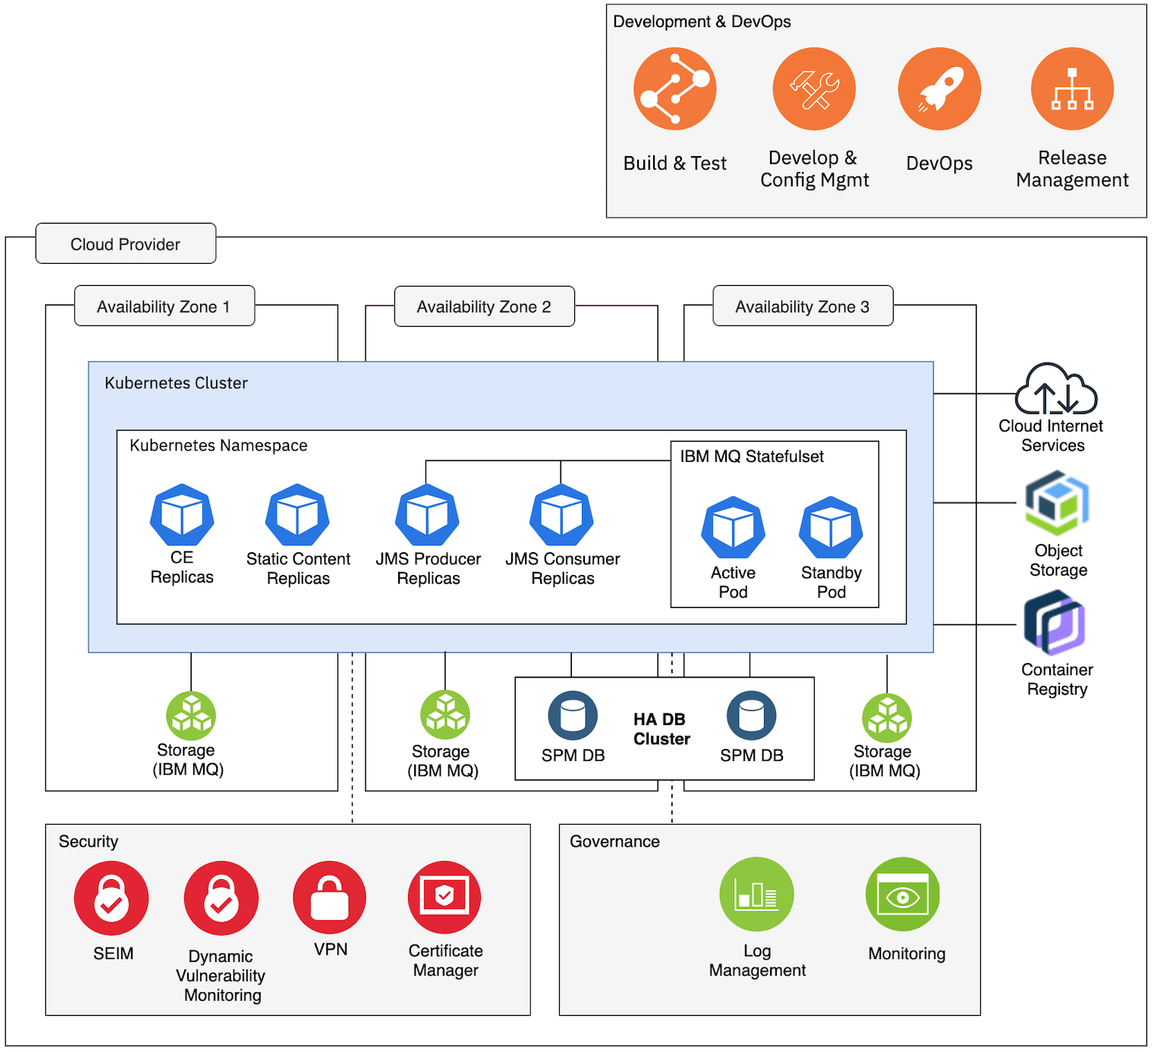 Development & DevOps
Build & Test
Develop &
Config Mgmt
DevOps
Release
Management
Cloud Provider
Availability Zone 1
Availability Zone 2
Availability Zone 3
Kubernetes Cluster
Kubernetes Namespace
IBM MQ Statefulset
CE
Replicas
Static Content
Replicas
JMS Producer
Replicas
JMS Consumer
Replicas
Active
Pod
Standby
Pod
Cloud Internet
Services
Object
Storage
Container
Registry
Storage
(IBM MQ)
Storage
(IBM MQ)
SPM DB
HA DB
Cluster
SPM DB
Storage
(IBM MQ)
Security
SEIM
Dynamic
Vulnerability
Monitoring
VPN
Certificate
Manager
Governance
Log
Management
Monitoring